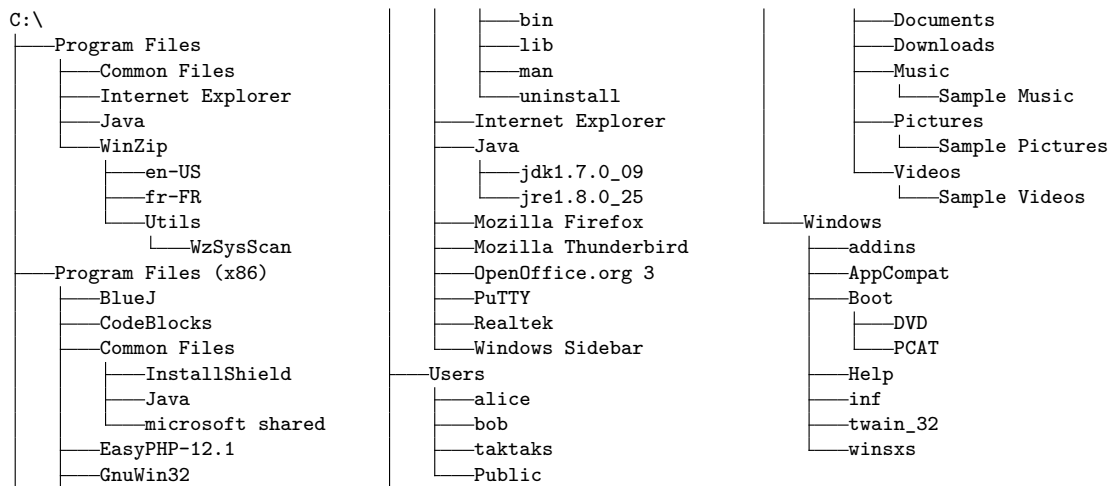 C:\
Program Files
Common Files
Internet Explorer
Java
WinZip
en-US
fr-FR
Utils
WzSysScan
Program Files (x86)
BlueJ
CodeBlocks
Common Files
InstallShield
Java
microsoft shared
EasyPHP-12.1
GnuWin32
bin
lib
man
uninstall
Internet Explorer
Java
jdk1.7.0_09
jre1.8.0_25
Mozilla Firefox
Mozilla Thunderbird
OpenOffice.org 3
PuTTY
Realtek
Windows Sidebar
Users
alice
bob
taktaks
Public
Documents
Downloads
Music
Sample Music
Pictures
Sample Pictures
Videos
Sample Videos
Windows
addins
AppCompat
Boot
DVD
PCAT
Help
inf
twain_32
winsxs